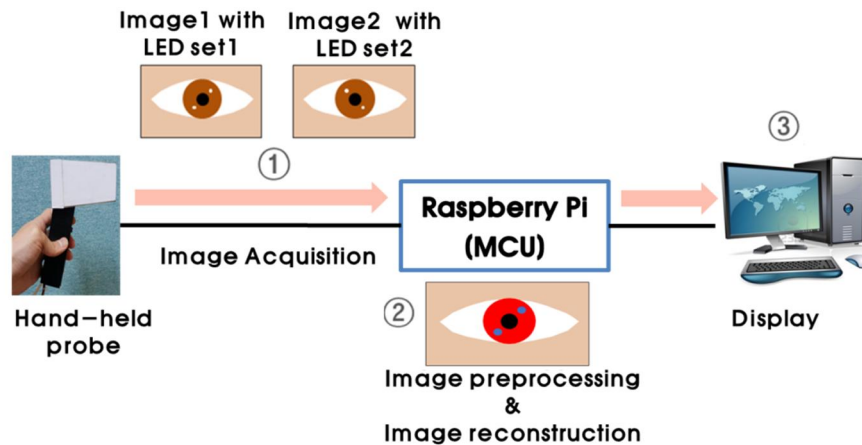 Image1 with
LED set1
Image2 with
LED set2
①
③
Raspberry Pi
(MCU)
Image Acquisition
Hand-held
probe
②
Display
Image preprocessing
&
Image reconstruction